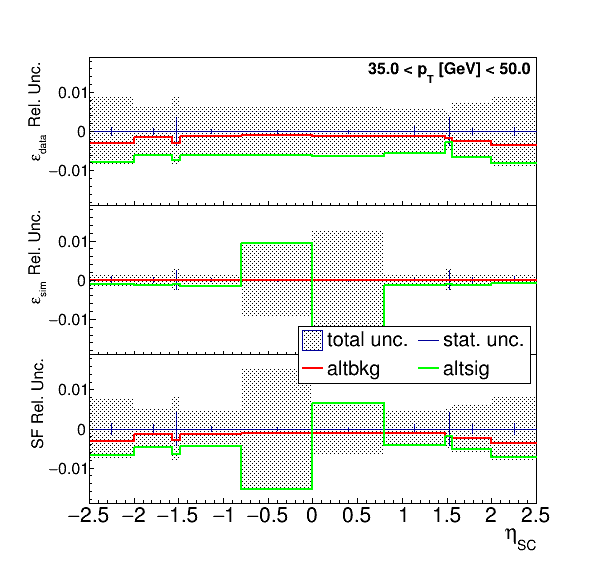 35.0 < p_T [GeV] < 50.0
ε_data Rel. Unc.
0.01
0
−0.01
ε_sim Rel. Unc.
0.01
0
−0.01
total unc. stat. unc.
altbkg altsig
SF Rel. Unc.
0.01
0
−0.01
−2.5 −2 −1.5 −1 −0.5 0 0.5 1 1.5 2 2.5
η_SC